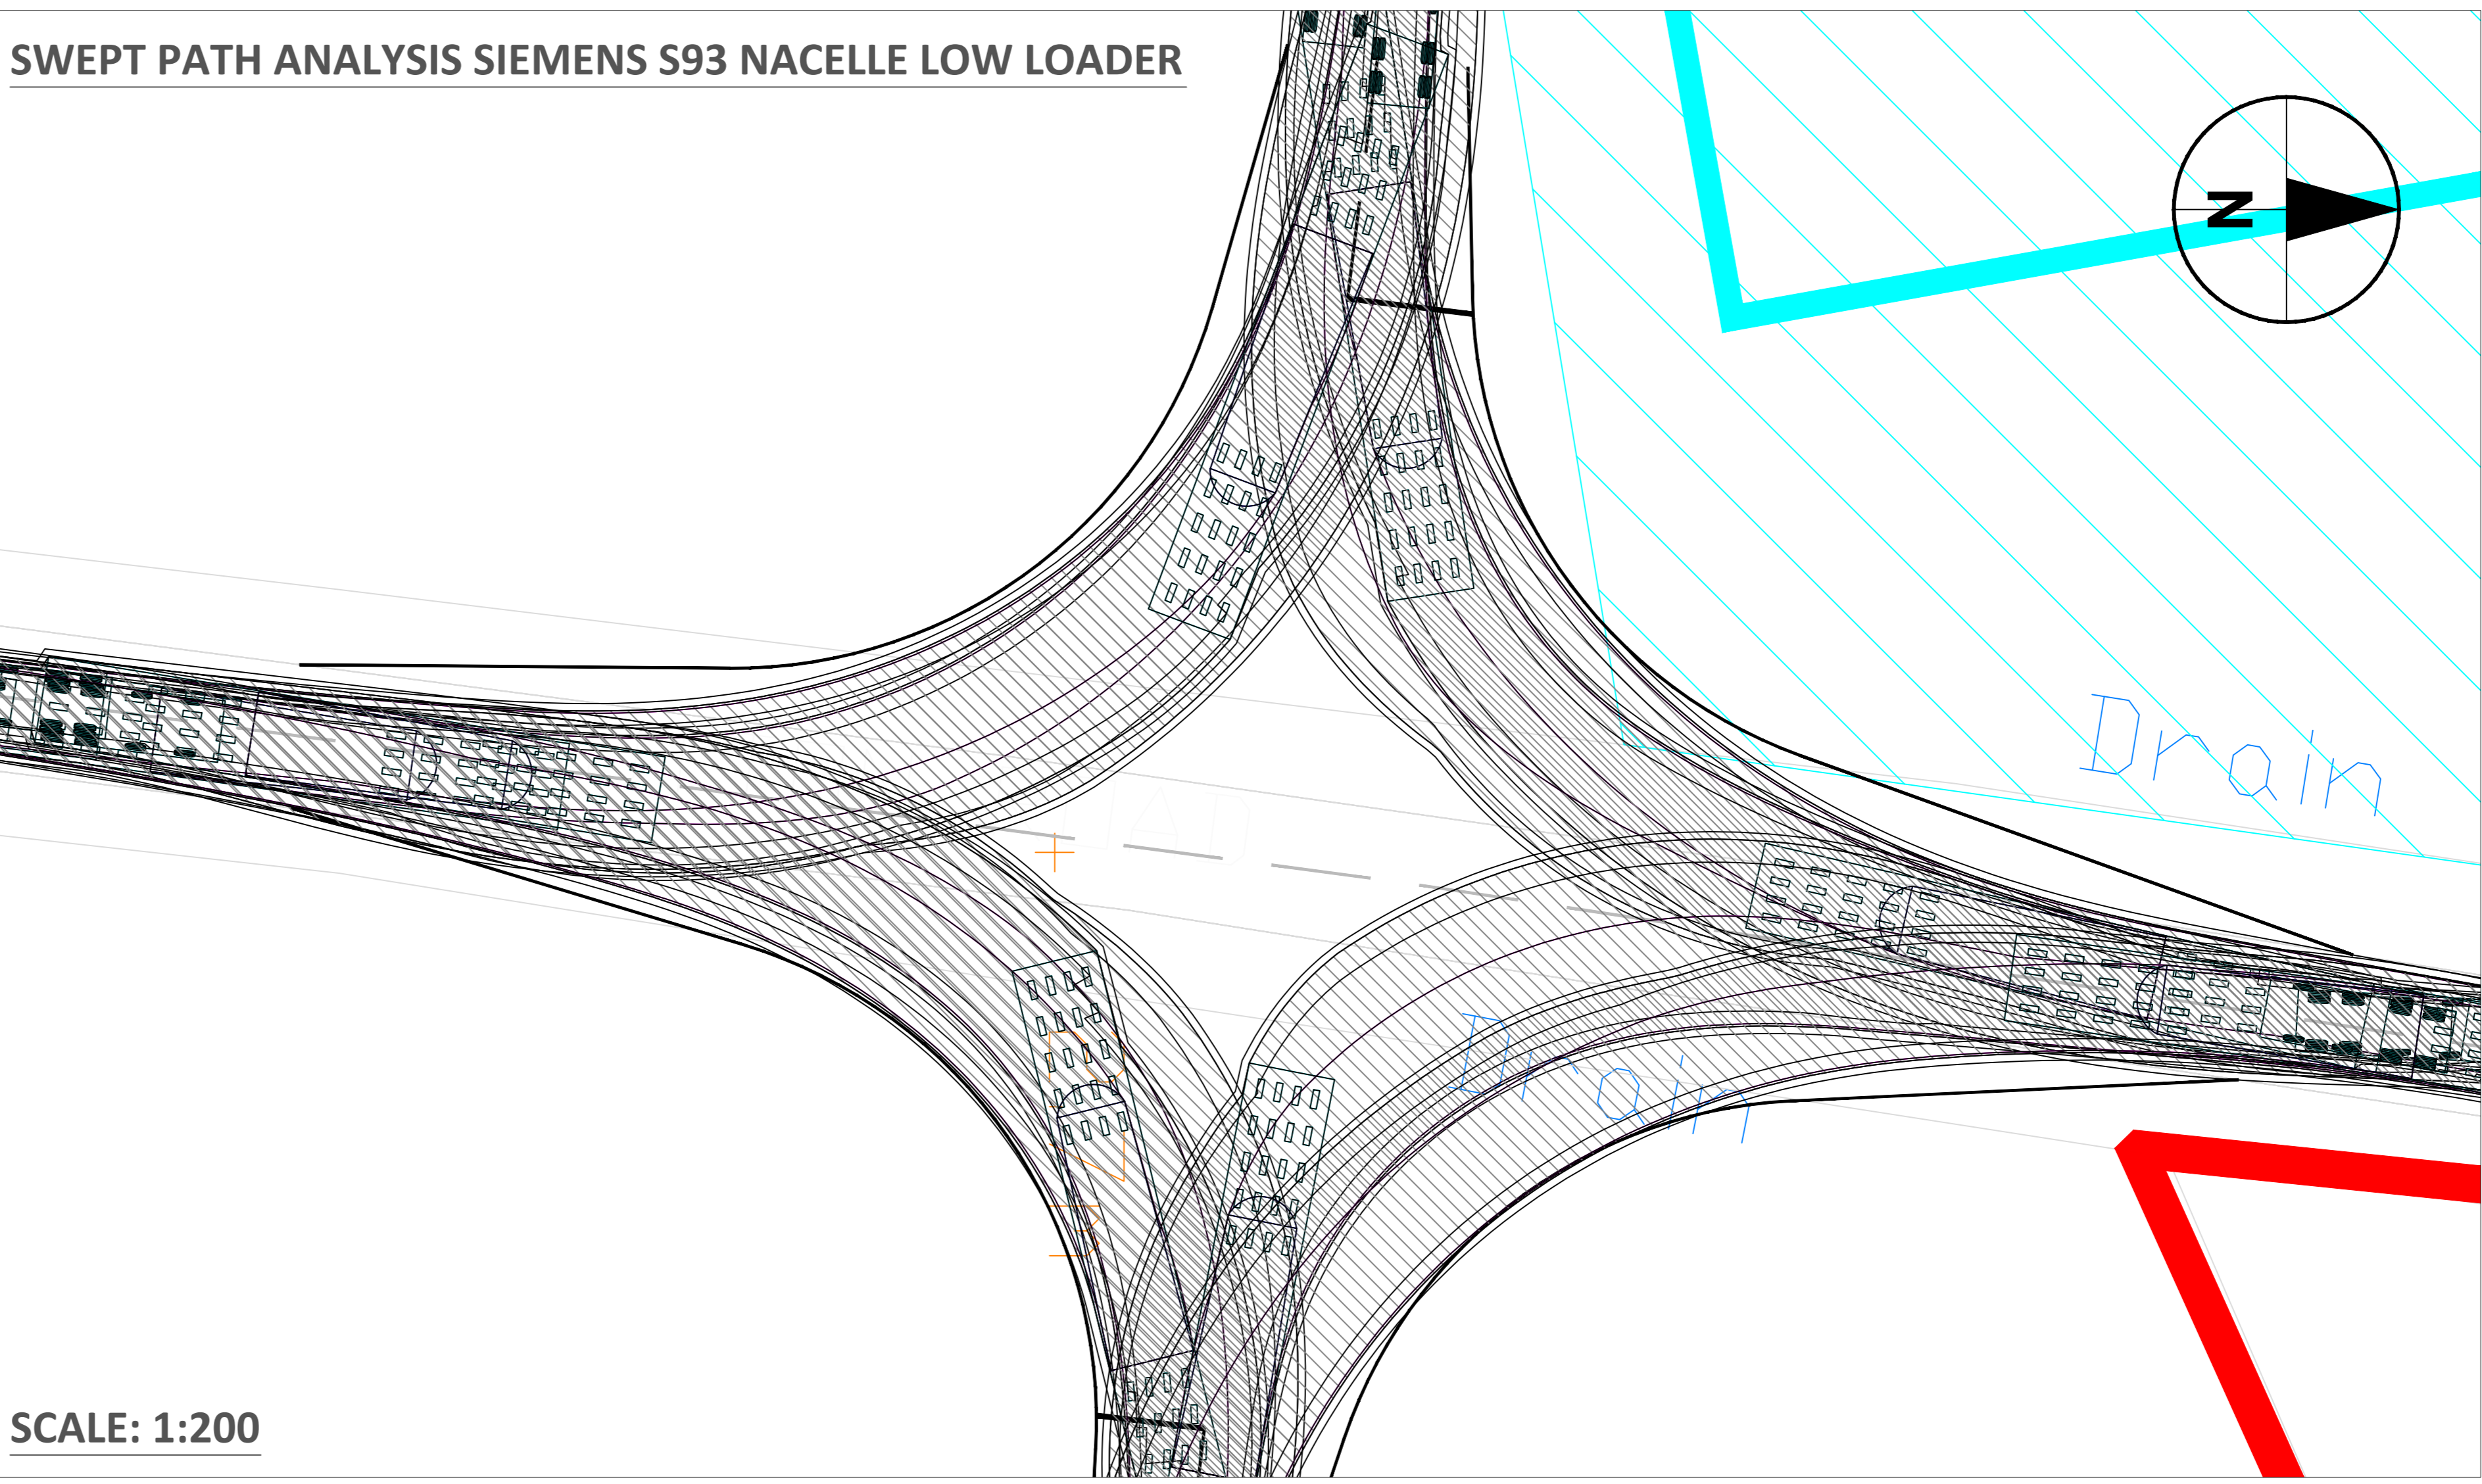 SWEPT PATH ANALYSIS SIEMENS S93 NACELLE LOW LOADER
N
Drain
Drain
SCALE: 1:200